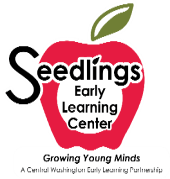 Seedlings
Early
Learning
Center
Growing Young Minds
A Central Washington Early Learning Partnership